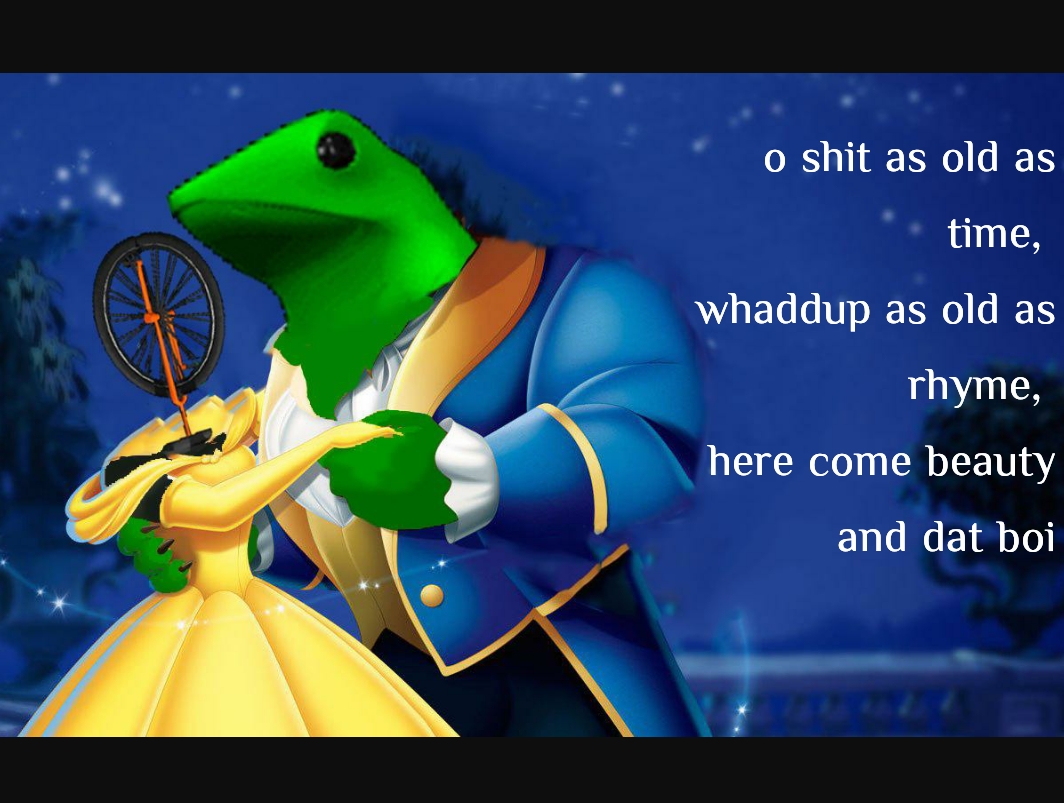 o shit as old as
time,
whaddup as old as
rhyme,
here come beauty
and dat boi